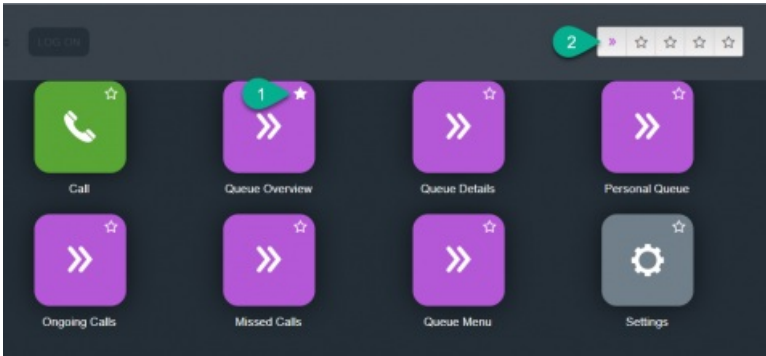 LOG ON
2
1
Call
Queue Overview
Queue Details
Personal Queue
Ongoing Calls
Missed Calls
Queue Menu
Settings